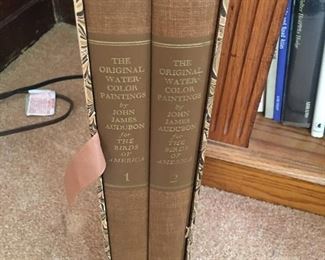 THE
ORIGINAL
WATER-
COLOR
PAINTINGS
by
JOHN
JAMES
AUDUBON
for
THE
BIRDS OF
AMERICA
1
THE
ORIGINAL
WATER-
COLOR
PAINTINGS
by
JOHN
JAMES
AUDUBON
for
THE
BIRDS OF
AMERICA
2